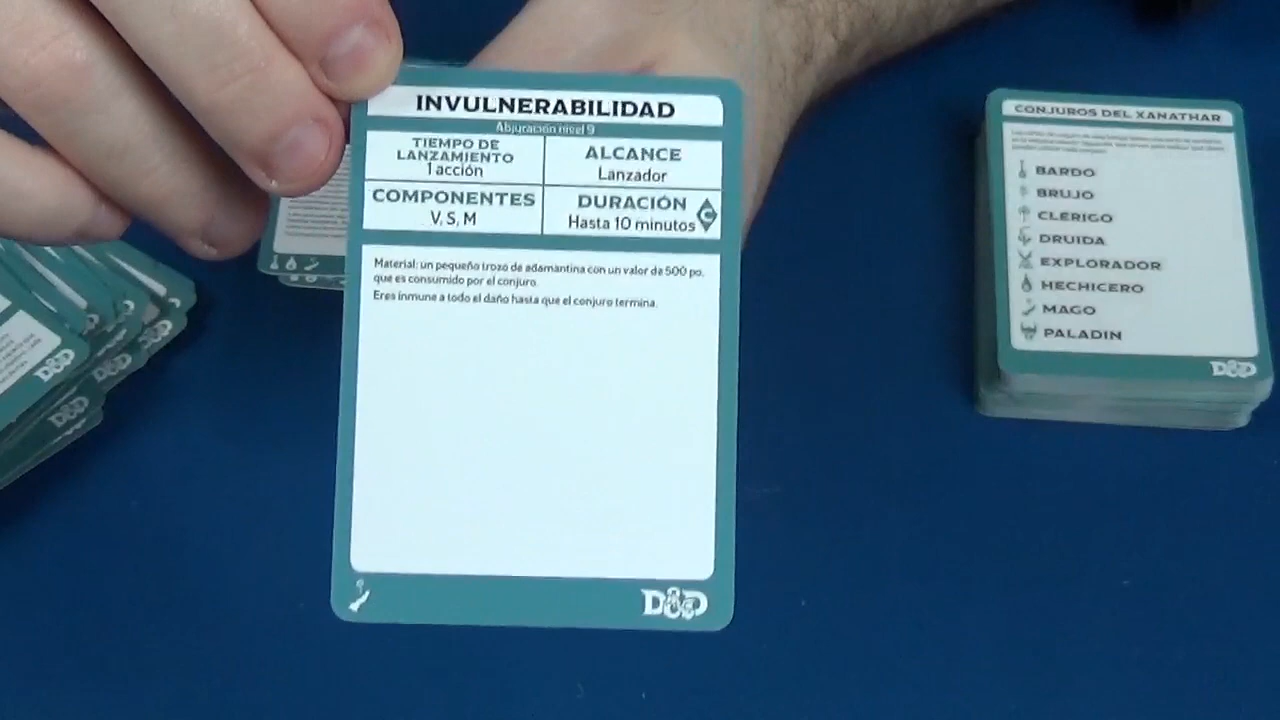 INVULNERABILIDAD
Abjuración nivel 9
TIEMPO DE
LANZAMIENTO
1 acción
ALCANCE
Lanzador
COMPONENTES
V, S, M
DURACIÓN
Hasta 10 minutos
C
Material: un pequeño trozo de adamantina con un valor de 500 po.
que es consumido por el conjuro.
Eres inmune a todo el daño hasta que el conjuro termina.
D&D
CONJUROS DEL XANATHAR
BARDO
BRUJO
CLÉRIGO
DRUIDA
EXPLORADOR
HECHICERO
MAGO
PALADIN
D&D
D&D
D&D